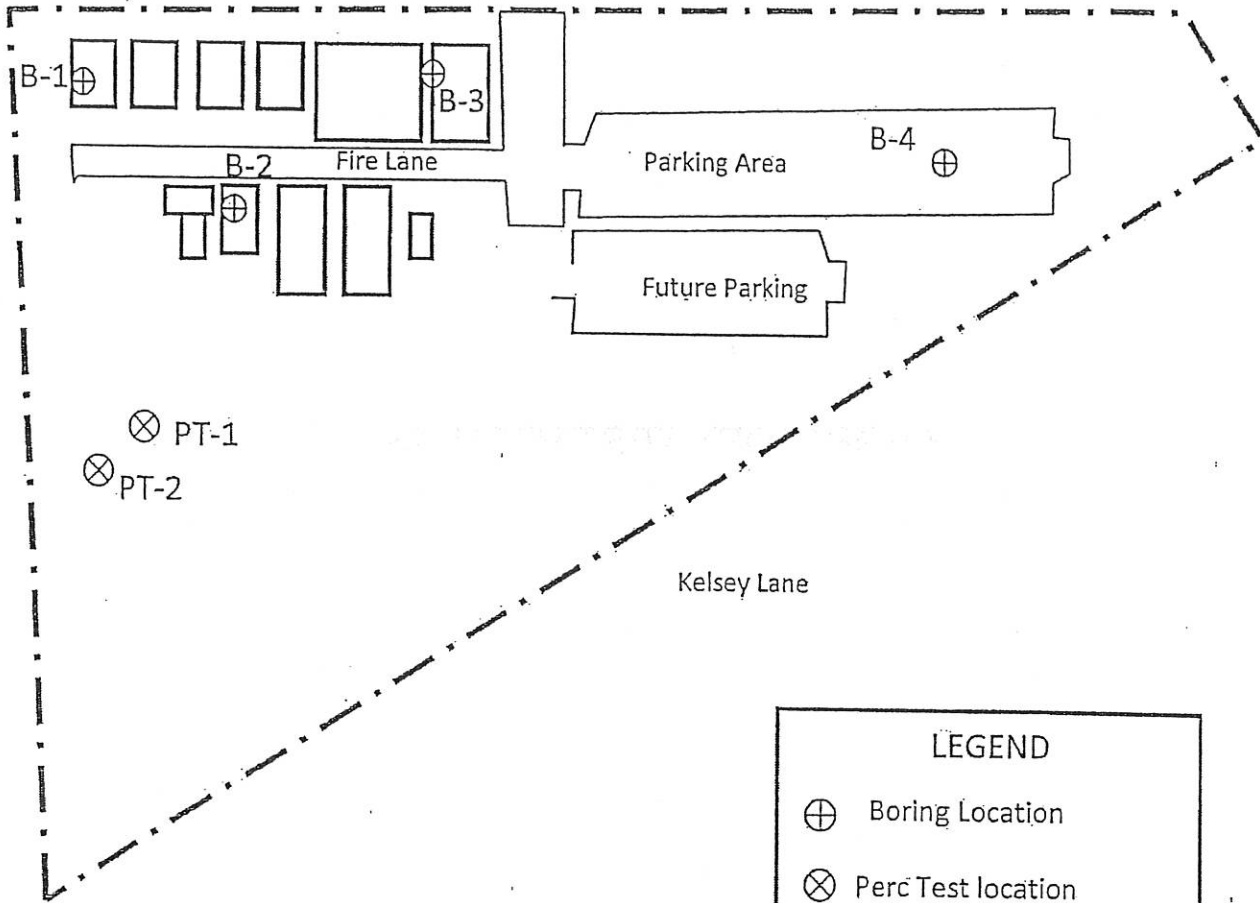 B-1
B-3
B-2
Fire Lane
Parking Area
B-4
Future Parking
PT-1
PT-2
Kelsey Lane
LEGEND
Boring Location
Perc Test location